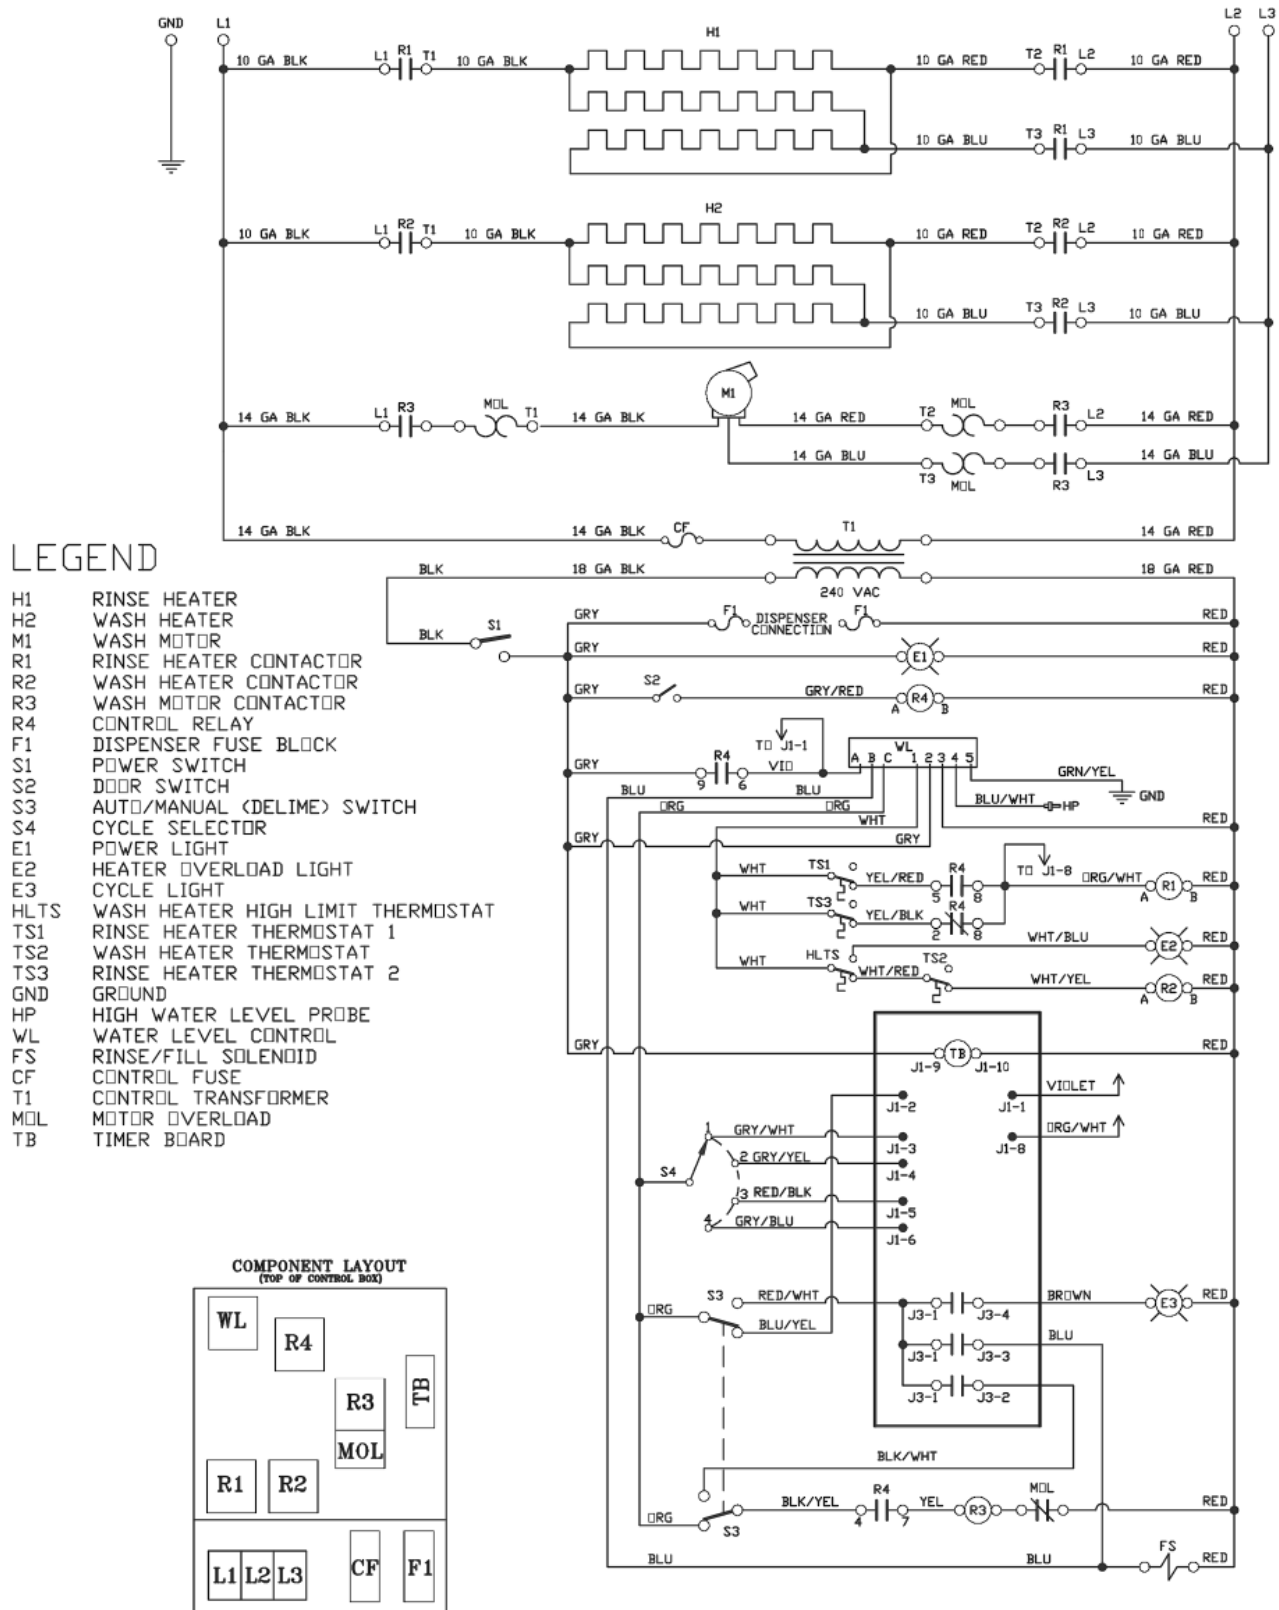 GND L1 L2 L3
H1
10 GA BLK L1 R1 T1 10 GA BLK 10 GA RED T2 R1 L2 10 GA RED
10 GA BLU T3 R1 L3 10 GA BLU
H2
10 GA BLK L1 R2 T1 10 GA BLK 10 GA RED T2 R2 L2 10 GA RED
10 GA BLU T3 R2 L3 10 GA BLU
M1
14 GA BLK L1 R3 MOL T1 14 GA BLK 14 GA RED T2 MOL R3 L2 14 GA RED
14 GA BLU T3 MOL R3 L3 14 GA BLU
14 GA BLK 14 GA BLK CF T1 14 GA RED
BLK 18 GA BLK 240 VAC 18 GA RED
LEGEND
H1 RINSE HEATER
H2 WASH HEATER
M1 WASH MOTOR
R1 RINSE HEATER CONTACTOR
R2 WASH HEATER CONTACTOR
R3 WASH MOTOR CONTACTOR
R4 CONTROL RELAY
F1 DISPENSER FUSE BLOCK
S1 POWER SWITCH
S2 DOOR SWITCH
S3 AUTO/MANUAL (DELIME) SWITCH
S4 CYCLE SELECTOR
E1 POWER LIGHT
E2 HEATER OVERLOAD LIGHT
E3 CYCLE LIGHT
HLTS WASH HEATER HIGH LIMIT THERMOSTAT
TS1 RINSE HEATER THERMOSTAT 1
TS2 WASH HEATER THERMOSTAT
TS3 RINSE HEATER THERMOSTAT 2
GND GROUND
HP HIGH WATER LEVEL PROBE
WL WATER LEVEL CONTROL
FS RINSE/FILL SOLENOID
CF CONTROL FUSE
T1 CONTROL TRANSFORMER
MOL MOTOR OVERLOAD
TB TIMER BOARD
GRY F1 DISPENSER CONNECTION F1 RED
BLK S1 GRY E1 RED
GRY S2 GRY/RED A R4 B RED
TO J1-1 WL
A B C 1 2 3 4 5
GRY 9 R4 6 VIO GRN/YEL GND
BLU BLU BLU/WHT HP
ORG ORG
WHT RED
GRY GRY
TO J1-8
WHT TS1 YEL/RED 5 R4 8 ORG/WHT A R1 B RED
WHT TS3 YEL/BLK 2 R4 8
WHT/BLU E2 RED
WHT HLTS WHT/RED TS2 WHT/YEL A R2 B RED
GRY J1-9 TB J1-10 RED
J1-2 J1-1 VIOLET
1 GRY/WHT J1-3 J1-8 ORG/WHT
S4 2 GRY/YEL J1-4
3 RED/BLK J1-5
4 GRY/BLU J1-6
S3 RED/WHT J3-1 J3-4 BROWN E3 RED
ORG BLU/YEL J3-1 J3-3 BLU
J3-1 J3-2
BLK/WHT
ORG S3 BLK/YEL 4 R4 7 YEL R3 MOL RED
BLU BLU FS RED
COMPONENT LAYOUT
(TOP OF CONTROL BOX)
WL R4
R3 TB
MOL
R1 R2
L1 L2 L3 CF F1